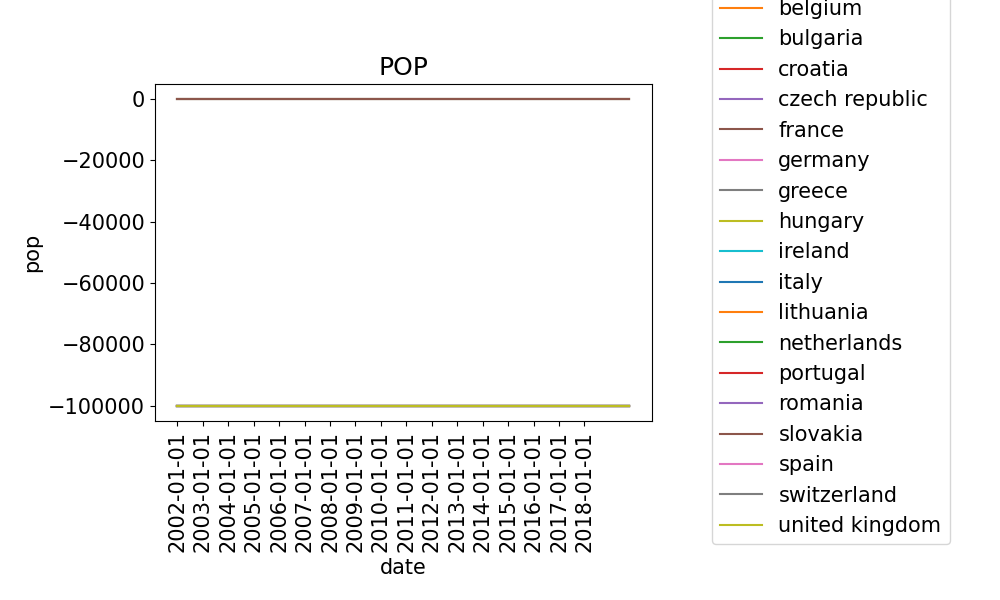 POP
0
−20000
−40000
−60000
−80000
−100000
pop
2002-01-01
2003-01-01
2004-01-01
2005-01-01
2006-01-01
2007-01-01
2008-01-01
2009-01-01
2010-01-01
2011-01-01
2012-01-01
2013-01-01
2014-01-01
2015-01-01
2016-01-01
2017-01-01
2018-01-01
date
belgium
bulgaria
croatia
czech republic
france
germany
greece
hungary
ireland
italy
lithuania
netherlands
portugal
romania
slovakia
spain
switzerland
united kingdom